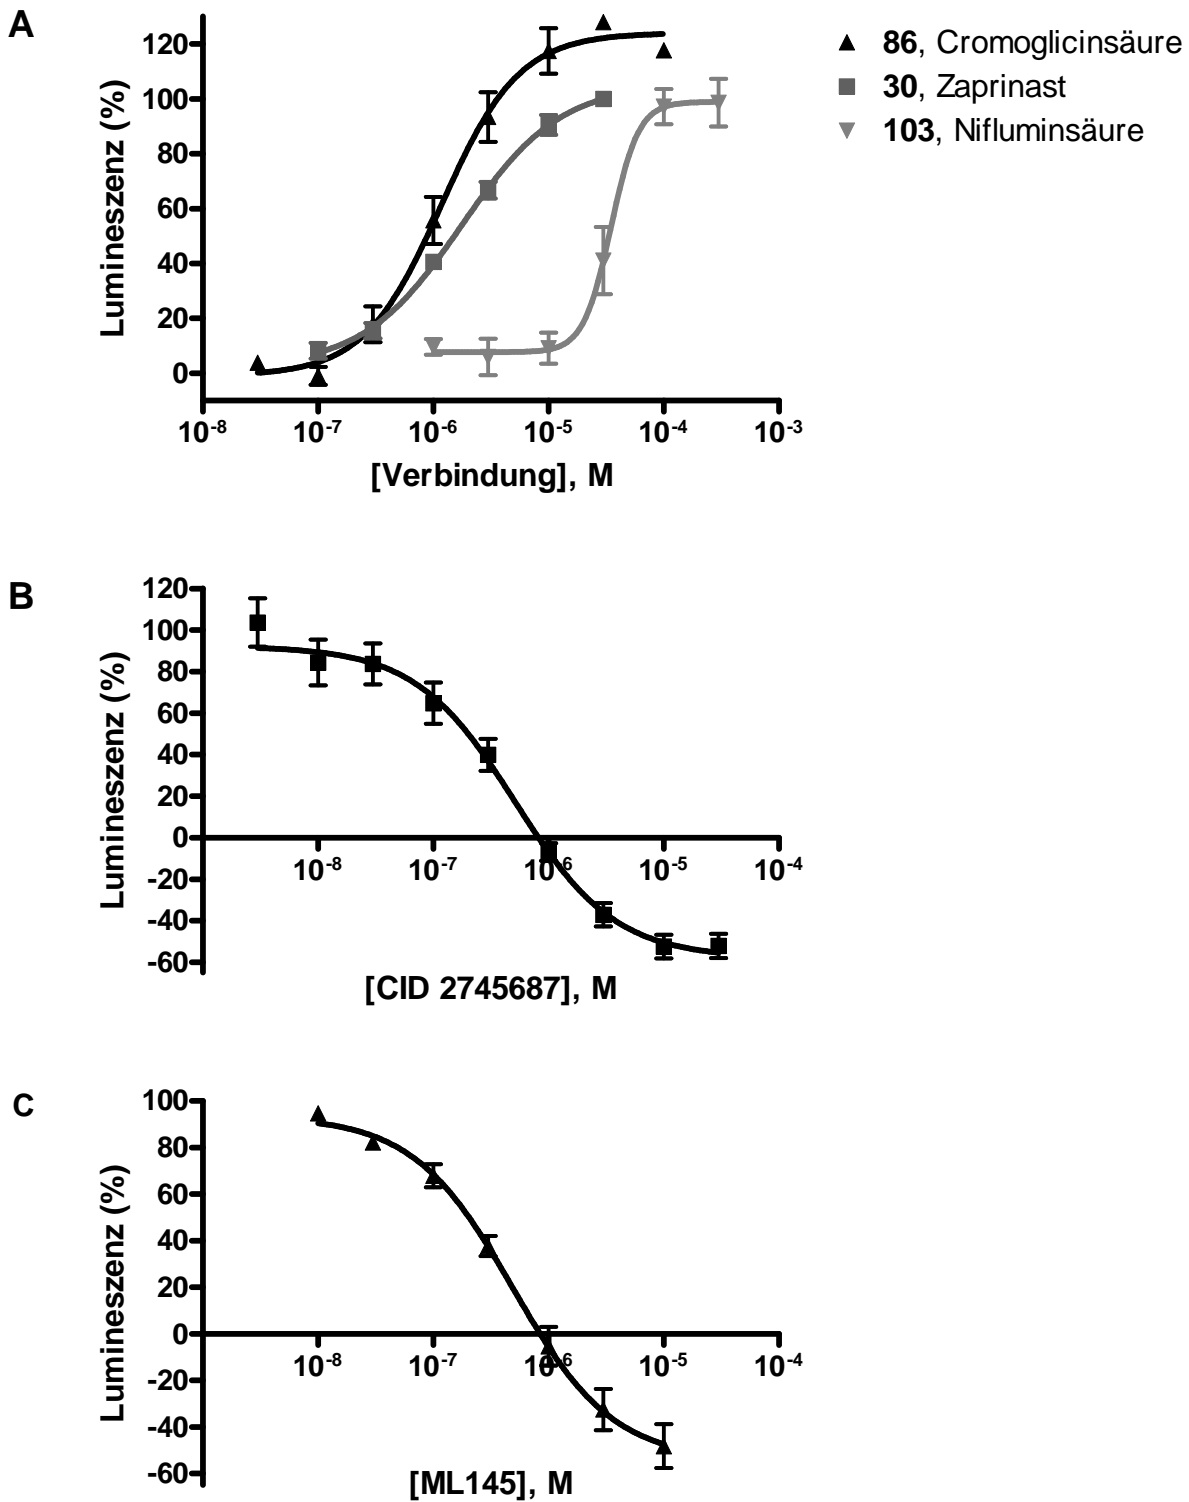 A
Lumineszenz (%)
120
100
80
60
40
20
0
10-8 10-7 10-6 10-5 10-4 10-3
[Verbindung], M
86, Cromoglicinsäure
30, Zaprinast
103, Nifluminsäure
B
Lumineszenz (%)
120
100
80
60
40
20
0
-20
-40
-60
10-8 10-7 10-6 10-5 10-4
[CID 2745687], M
C
Lumineszenz (%)
100
80
60
40
20
0
-20
-40
-60
10-8 10-7 10-6 10-5 10-4
[ML145], M